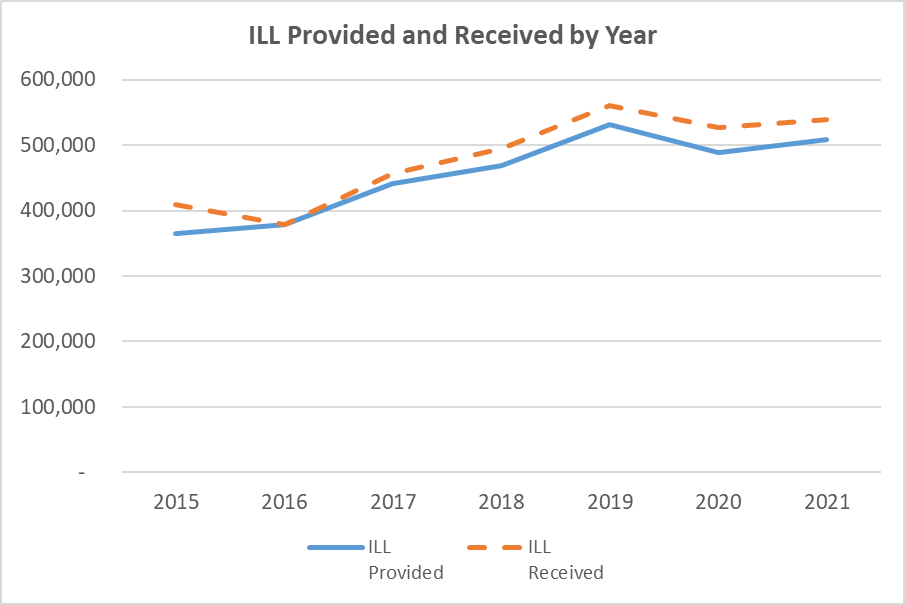 ILL Provided and Received by Year
600,000
500,000
400,000
300,000
200,000
100,000
-
2015 2016 2017 2018 2019 2020 2021
ILL ILL
Provided Received